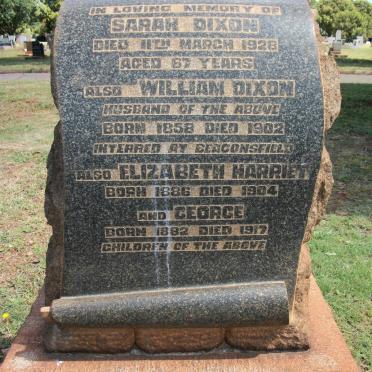 IN LOVING MEMORY OF
SARAH DIXON
DIED 11TH MARCH 1928
AGED 67 YEARS
ALSO WILLIAM DIXON
HUSBAND OF THE ABOVE
BORN 1858 DIED 1902
INTERRED AT BEACONSFIELD
ALSO ELIZABETH HARRIET
BORN 1886 DIED 1904
AND GEORGE
BORN 1882 DIED 1917
CHILDREN OF THE ABOVE